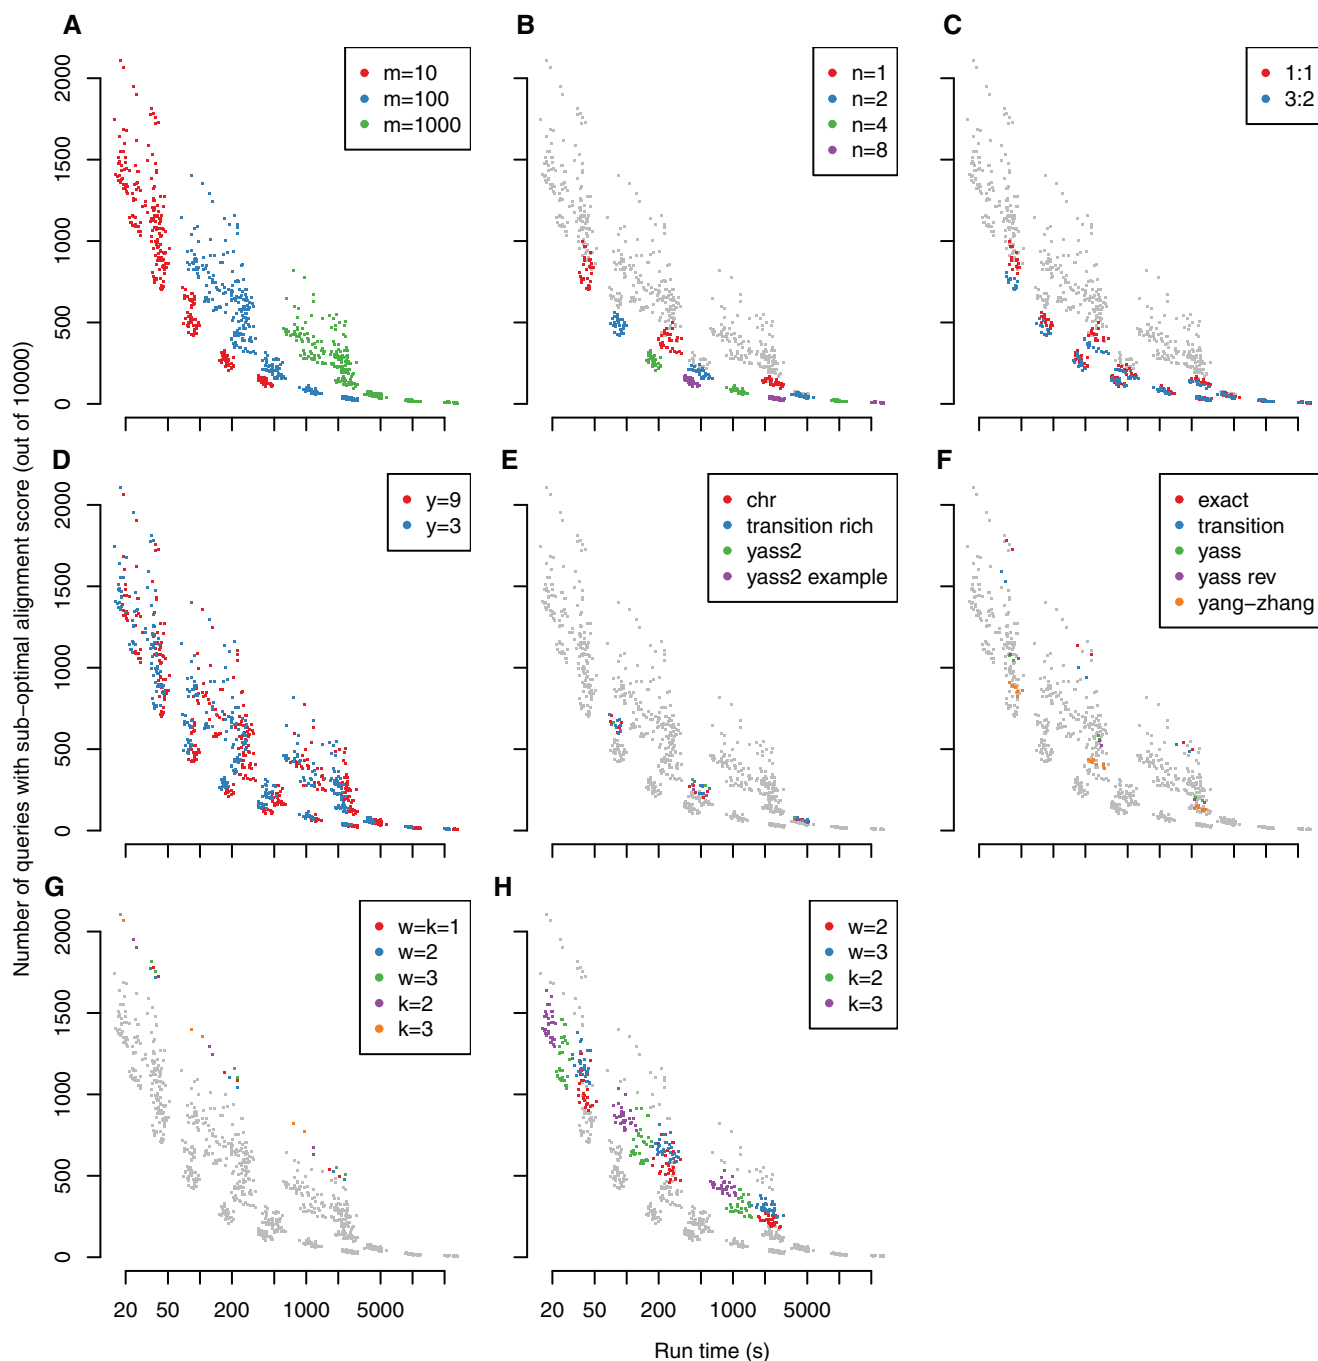 A
m=10
m=100
m=1000
0
500
1000
1500
2000
B
n=1
n=2
n=4
n=8
C
1:1
3:2
0
500
1000
1500
2000
D
y=9
y=3
E
chr
transition rich
yass2
yass2 example
F
exact
transition
yass
yass rev
yang−zhang
0
500
1000
1500
2000
G
w=k=1
w=2
w=3
k=2
k=3
H
w=2
w=3
k=2
k=3
20 50 200 1000 5000
20 50 200 1000 5000
Number of queries with sub−optimal alignment score (out of 10000)
Run time (s)